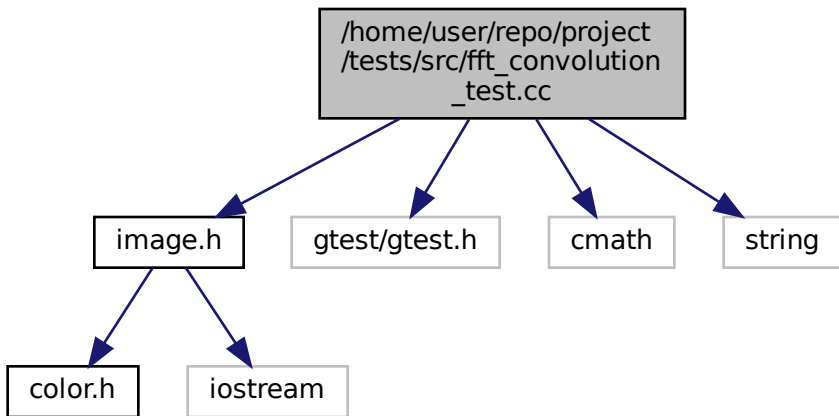 /home/user/repo/project
/tests/src/fft_convolution
_test.cc
image.h
gtest/gtest.h
cmath
string
color.h
iostream